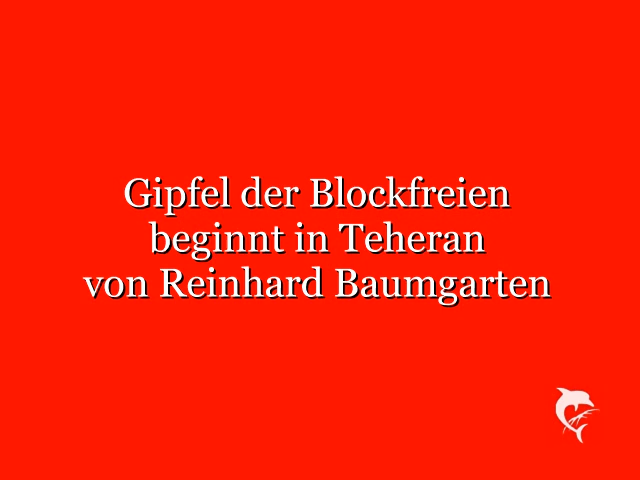 Gipfel der Blockfreien
beginnt in Teheran
von Reinhard Baumgarten